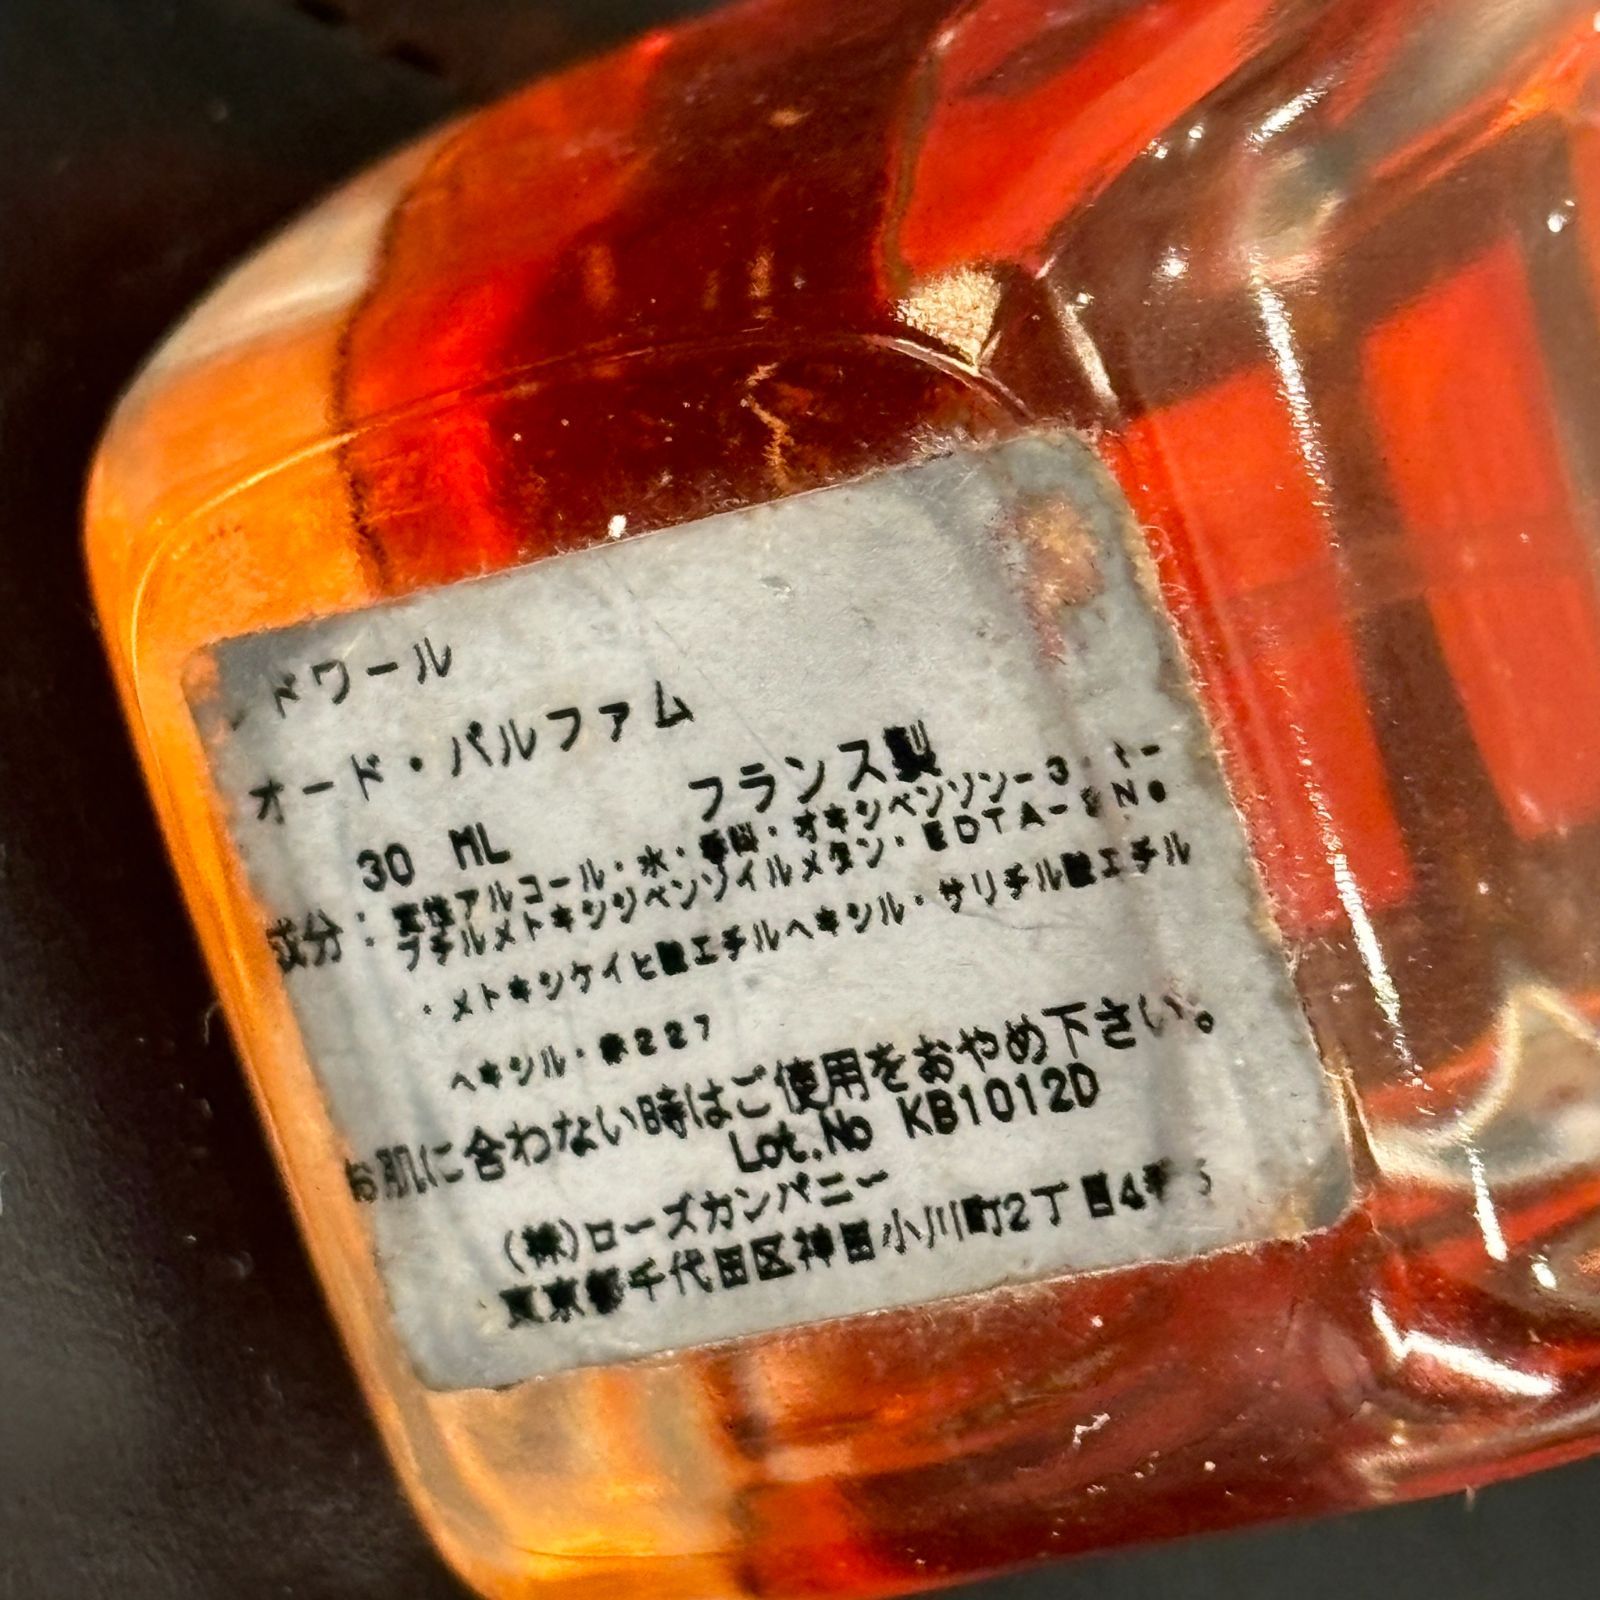 ドワール
オード・パルファム
30 ML フランス製
成分：変性アルコール・水・香料・オキシベンゾン-3・t-
ブチルメトキシジベンゾイルメタン・EDTA-2Na
・メトキシケイヒ酸エチルヘキシル・サリチル酸エチル
ヘキシル・赤227
お肌に合わない時はご使用をおやめ下さい。
Lot.No KB1012D
(株)ローズカンパニー
東京都千代田区神田小川町2丁目4番